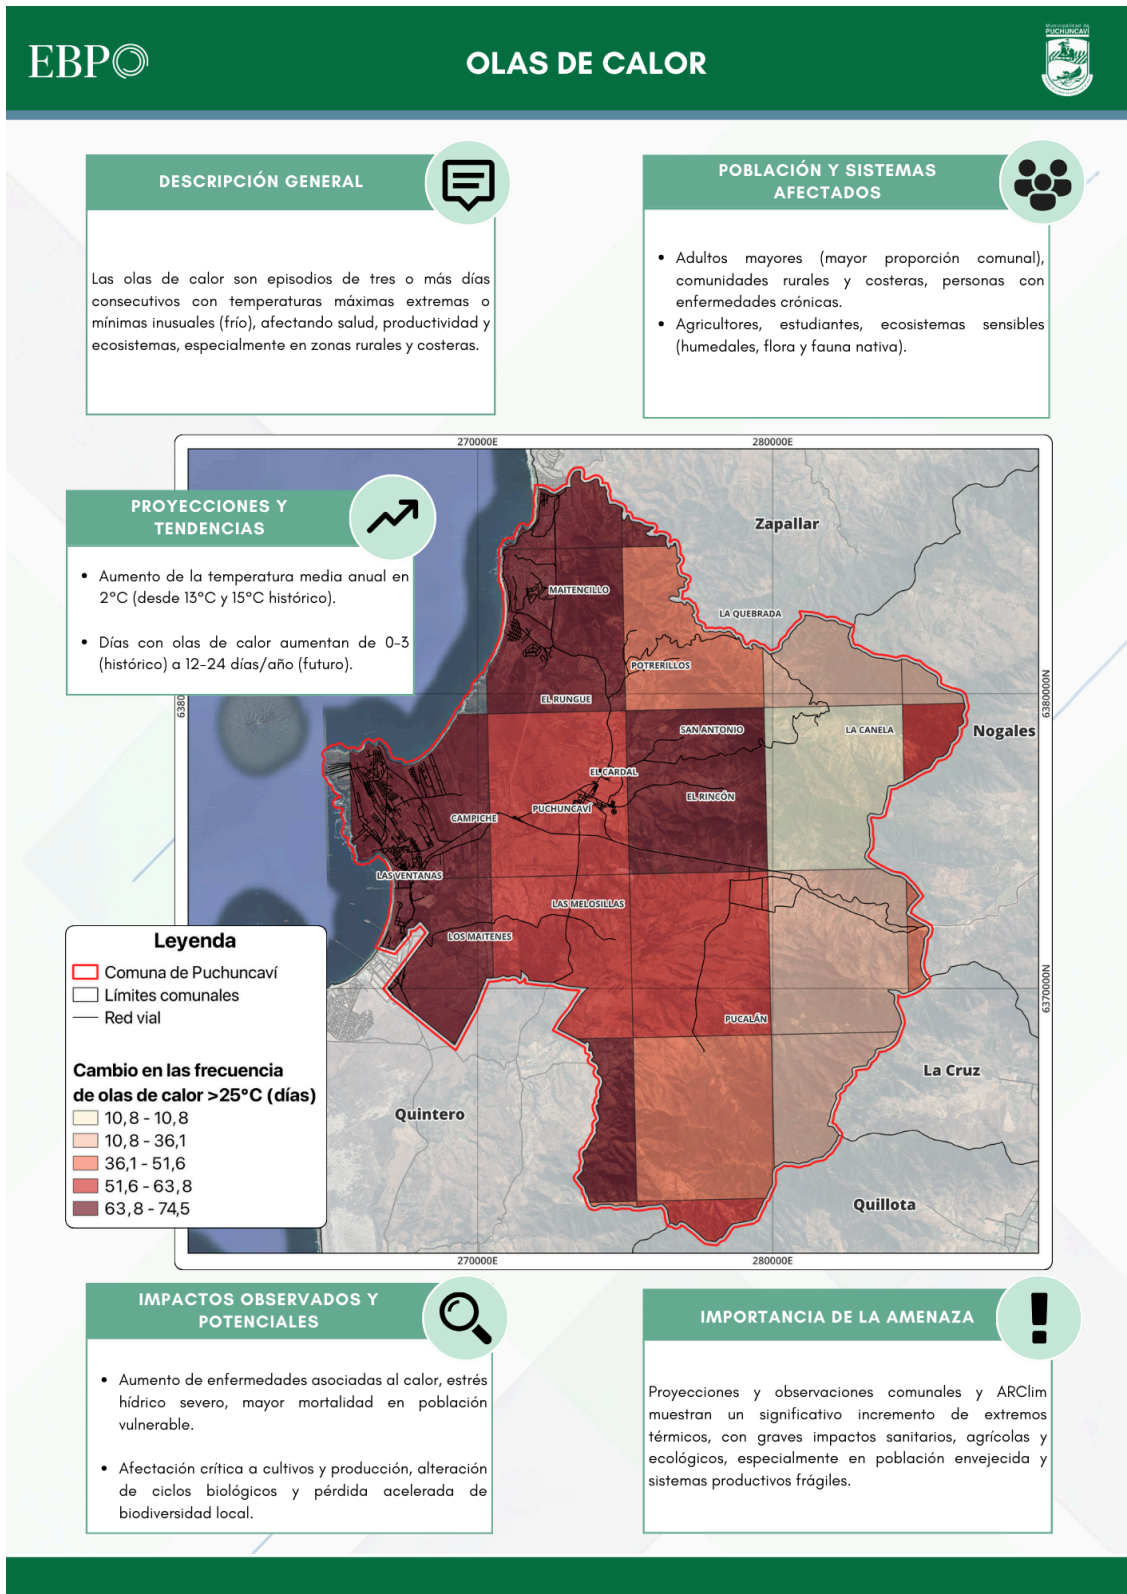 EBP
OLAS DE CALOR
Municipalidad de
PUCHUNCAVÍ
DESCRIPCIÓN GENERAL
Las olas de calor son episodios de tres o más días
consecutivos con temperaturas máximas extremas o
mínimas inusuales (frío), afectando salud, productividad y
ecosistemas, especialmente en zonas rurales y costeras.
POBLACIÓN Y SISTEMAS
AFECTADOS
• Adultos mayores (mayor proporción comunal),
comunidades rurales y costeras, personas con
enfermedades crónicas.
• Agricultores, estudiantes, ecosistemas sensibles
(humedales, flora y fauna nativa).
PROYECCIONES Y
TENDENCIAS
• Aumento de la temperatura media anual en
2°C (desde 13°C y 15°C histórico).
• Días con olas de calor aumentan de 0-3
(histórico) a 12-24 días/año (futuro).
270000E
280000E
Zapallar
MAITENCILLO
LA QUEBRADA
POTRERILLOS
EL RUNGUE
6380
6380000N
SAN ANTONIO
LA CANELA
Nogales
EL CARDAL
EL RINCÓN
PUCHUNCAVÍ
CAMPICHE
LAS VENTANAS
LAS MELOSILLAS
LOS MAITENES
6370000N
PUCALÁN
La Cruz
Quintero
Quillota
270000E
280000E
Leyenda
Comuna de Puchuncaví
Límites comunales
Red vial
Cambio en las frecuencia
de olas de calor >25°C (días)
10,8 - 10,8
10,8 - 36,1
36,1 - 51,6
51,6 - 63,8
63,8 - 74,5
IMPACTOS OBSERVADOS Y
POTENCIALES
• Aumento de enfermedades asociadas al calor, estrés
hídrico severo, mayor mortalidad en población
vulnerable.
• Afectación crítica a cultivos y producción, alteración
de ciclos biológicos y pérdida acelerada de
biodiversidad local.
IMPORTANCIA DE LA AMENAZA
Proyecciones y observaciones comunales y ARClim
muestran un significativo incremento de extremos
térmicos, con graves impactos sanitarios, agrícolas y
ecológicos, especialmente en población envejecida y
sistemas productivos frágiles.